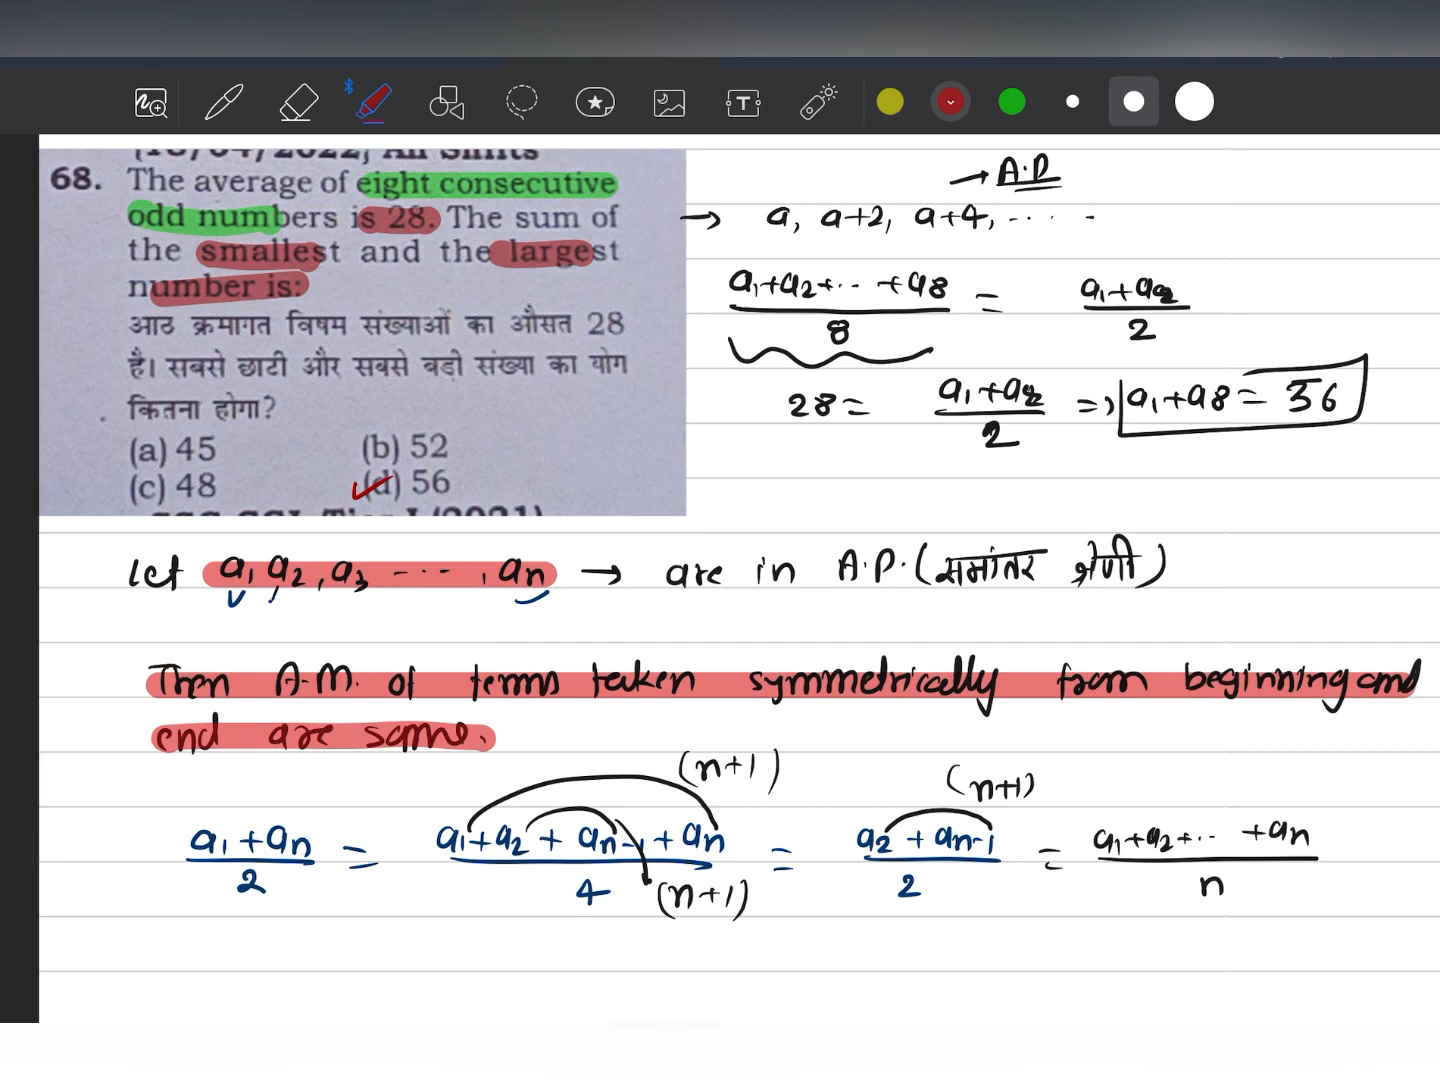 68. The average of eight consecutive
odd numbers is 28. The sum of
the smallest and the largest
number is:
आठ क्रमागत विषम संख्याओं का औसत 28
है। सबसे छोटी और सबसे बड़ी संख्या का योग
कितना होगा?
(a) 45 (b) 52
(c) 48 (d) 56
→ A.P
→ a, a+2, a+4, ....
a₁+a₂+.. +a8 / 8 = a₁+a8 / 2
28 = a₁+a8 / 2 => a₁+a8 = 56
Let a₁, a₂, a₃ ---- , an → are in A.P. (समांतर श्रेणी)
Then A.M. of terms taken symmetrically from beginning and
end are same.
(n+1) (n+1)
a₁+an / 2 = a₁+a₂+an-1+an / 4 = a₂+an-1 / 2 = a₁+a₂+... +an / n
(n+1)